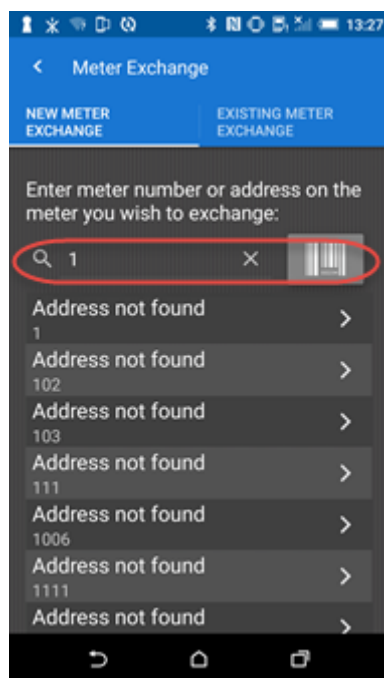 13:27
Meter Exchange
NEW METER EXISTING METER
EXCHANGE EXCHANGE
Enter meter number or address on the
meter you wish to exchange:
1
Address not found
1
Address not found
102
Address not found
103
Address not found
111
Address not found
1006
Address not found
1111
Address not found